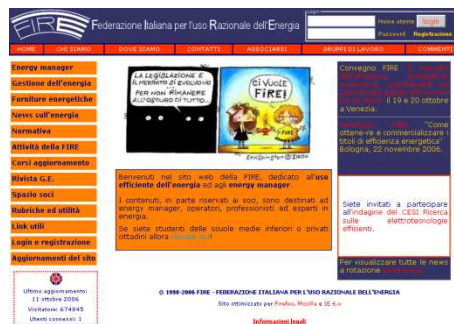 FIRE
Federazione Italiana per l'uso Razionale dell'Energia
Login
Nome utente
login
Password
Registrazione
HOME
CHI SIAMO
DOVE SIAMO
CONTATTI
ASSOCIARSI
GRUPPI DI LAVORO
COMMENTI
Energy manager
Gestione dell'energia
Forniture energetiche
News sull'energia
Normativa
Attività della FIRE
Corsi aggiornamento
Rivista G.E.
Spazio soci
Rubriche ed utilità
Link utili
Login e registrazione
Aggiornamenti del sito
Ultimo aggiornamento:
11 ottobre 2006
Visitatori: 674845
Utenti connessi: 1
LA LEGISLAZIONE E
IL MERCATO SI EVOLVONO
PER NON RIMANERE
ALL'OSCURO DI TUTTO...
CI VUOLE
FIRE!
Benvenuti nel sito web della FIRE, dedicato all'uso
efficiente dell'energia ed agli energy manager.
I contenuti, in parte riservati ai soci, sono destinati ad
energy manager, operatori, professionisti ed esperti in
energia.
Se siete studenti delle scuole medie inferiori o privati
cittadini allora
Convegno FIRE
il 19 e 20 ottobre
a Venezia.
"Come
ottene-re e commercializzare i
titoli di efficienza energetica"
Bologna, 22 novembre 2006.
Siete invitati a partecipare
all'indagine del CESI Ricerca
sulle elettrotecnologie
efficienti.
Per visualizzare tutte le news
a rotazione
© 1998-2006 FIRE - FEDERAZIONE ITALIANA PER L'USO RAZIONALE DELL'ENERGIA
Sito ottimizzato per Firefox, Mozilla e IE 6.0
Informazioni legali